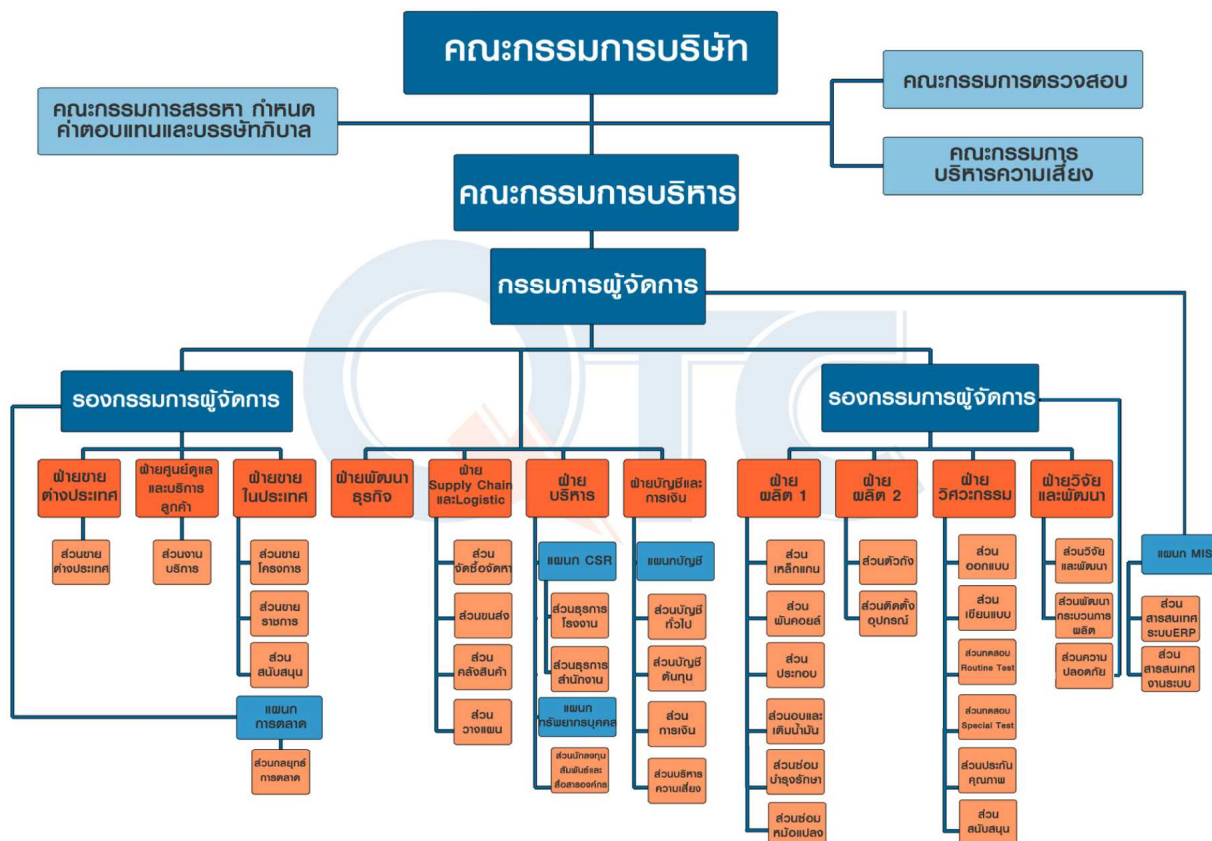 คณะกรรมการบริษัท
คณะกรรมการสรรหา กำหนด
ค่าตอบแทนและบรรษัทภิบาล
คณะกรรมการตรวจสอบ
คณะกรรมการ
บริหารความเสี่ยง
คณะกรรมการบริหาร
กรรมการผู้จัดการ
QTC
รองกรรมการผู้จัดการ
รองกรรมการผู้จัดการ
ฝ่ายขาย
ต่างประเทศ
ฝ่ายศูนย์ดูแล
และบริการ
ลูกค้า
ฝ่ายขาย
ในประเทศ
ฝ่ายพัฒนา
ธุรกิจ
ฝ่าย
Supply Chain
และLogistic
ฝ่าย
บริหาร
ฝ่ายบัญชีและ
การเงิน
ฝ่าย
ผลิต 1
ฝ่าย
ผลิต 2
ฝ่าย
วิศวะกรรม
ฝ่ายวิจัย
และพัฒนา
แผนก MIS
ส่วนขาย
ต่างประเทศ
ส่วนงาน
บริการ
ส่วนขาย
โครงการ
ส่วนขาย
ราชการ
ส่วน
สนับสนุน
แผนก
การตลาด
ส่วนกลยุทธ์
การตลาด
ส่วน
จัดซื้อจัดหา
ส่วนขนส่ง
ส่วน
คลังสินค้า
ส่วน
วางแผน
แผนก CSR
ส่วนธุรการ
โรงงาน
ส่วนธุรการ
สำนักงาน
แผนก
ทรัพยากรบุคคล
ส่วนนักลงทุน
สัมพันธ์และ
สื่อสารองค์กร
แผนกบัญชี
ส่วนบัญชี
ทั่วไป
ส่วนบัญชี
ต้นทุน
ส่วน
การเงิน
ส่วนบริหาร
ความเสี่ยง
ส่วน
เหล็กแกน
ส่วน
พันคอยล์
ส่วน
ประกอบ
ส่วนอบและ
เติมน้ำมัน
ส่วนซ่อม
บำรุงรักษา
ส่วนซ่อม
หม้อแปลง
ส่วนตัวถัง
ส่วนติดตั้ง
อุปกรณ์
ส่วน
ออกแบบ
ส่วน
เขียนแบบ
ส่วนทดสอบ
Routine Test
ส่วนทดสอบ
Special Test
ส่วนประกัน
คุณภาพ
ส่วน
สนับสนุน
ส่วนวิจัย
และพัฒนา
ส่วนพัฒนา
กระบวนการ
ผลิต
ส่วนความ
ปลอดภัย
ส่วน
สารสนเทศ
ระบบERP
ส่วน
สารสนเทศ
งานระบบ